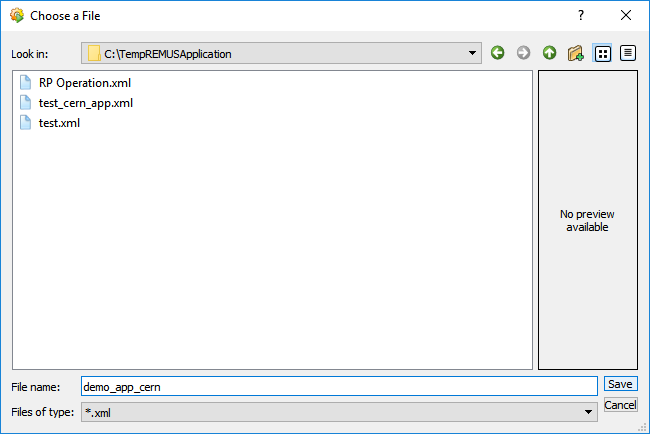 Choose a File
?
Look in:
C:\TempREMUSApplication
RP Operation.xml
test_cern_app.xml
test.xml
No preview
available
File name:
demo_app_cern
Save
Files of type:
*.xml
Cancel